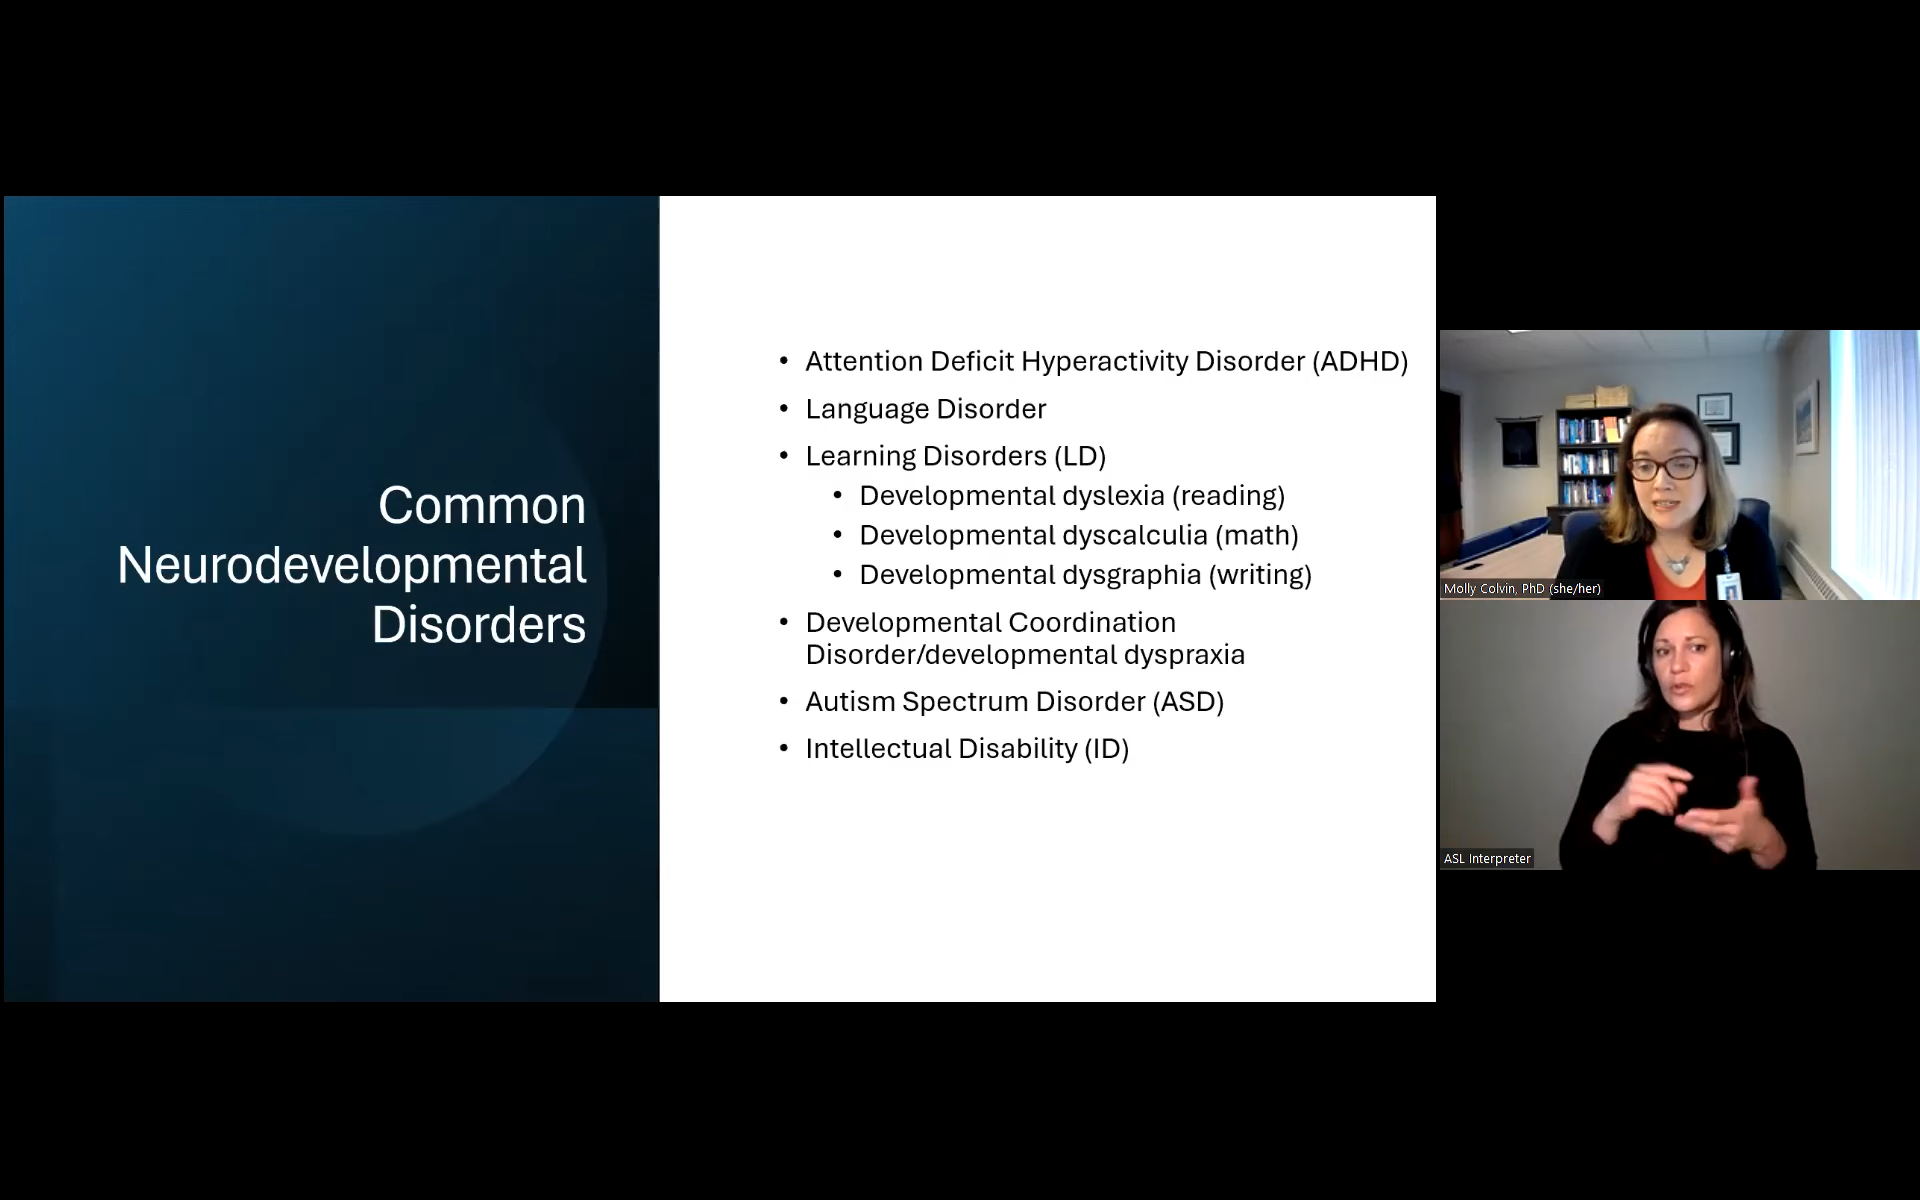 Common
Neurodevelopmental
Disorders
• Attention Deficit Hyperactivity Disorder (ADHD)
• Language Disorder
• Learning Disorders (LD)
• Developmental dyslexia (reading)
• Developmental dyscalculia (math)
• Developmental dysgraphia (writing)
• Developmental Coordination
Disorder/developmental dyspraxia
• Autism Spectrum Disorder (ASD)
• Intellectual Disability (ID)
Molly Colvin, PhD (she/her)
ASL Interpreter